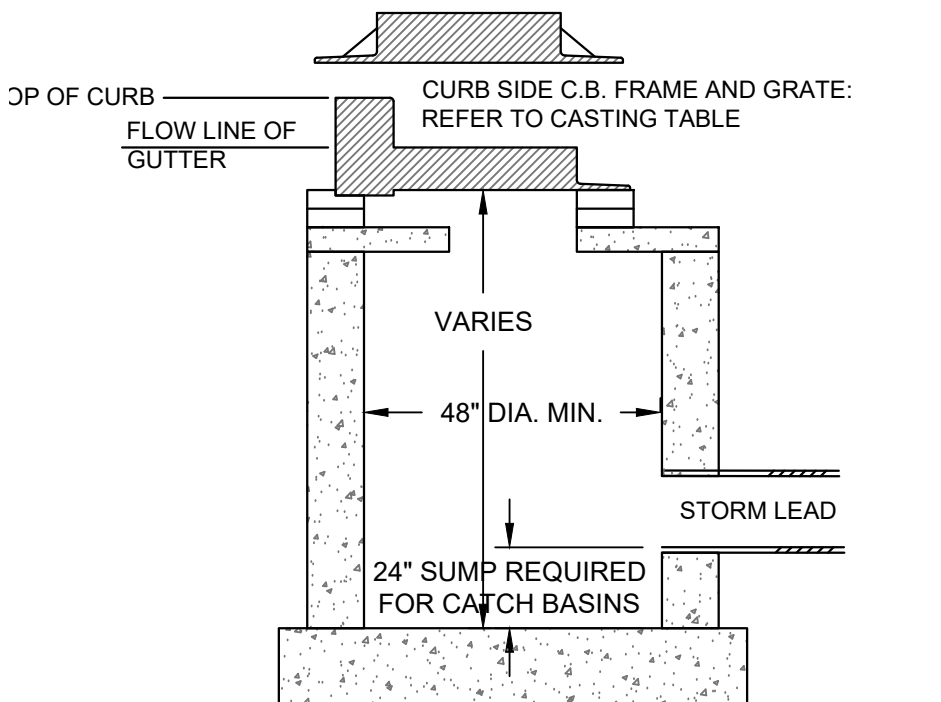 OP OF CURB
CURB SIDE C.B. FRAME AND GRATE:
REFER TO CASTING TABLE
FLOW LINE OF
GUTTER
VARIES
48" DIA. MIN.
STORM LEAD
24" SUMP REQUIRED
FOR CATCH BASINS